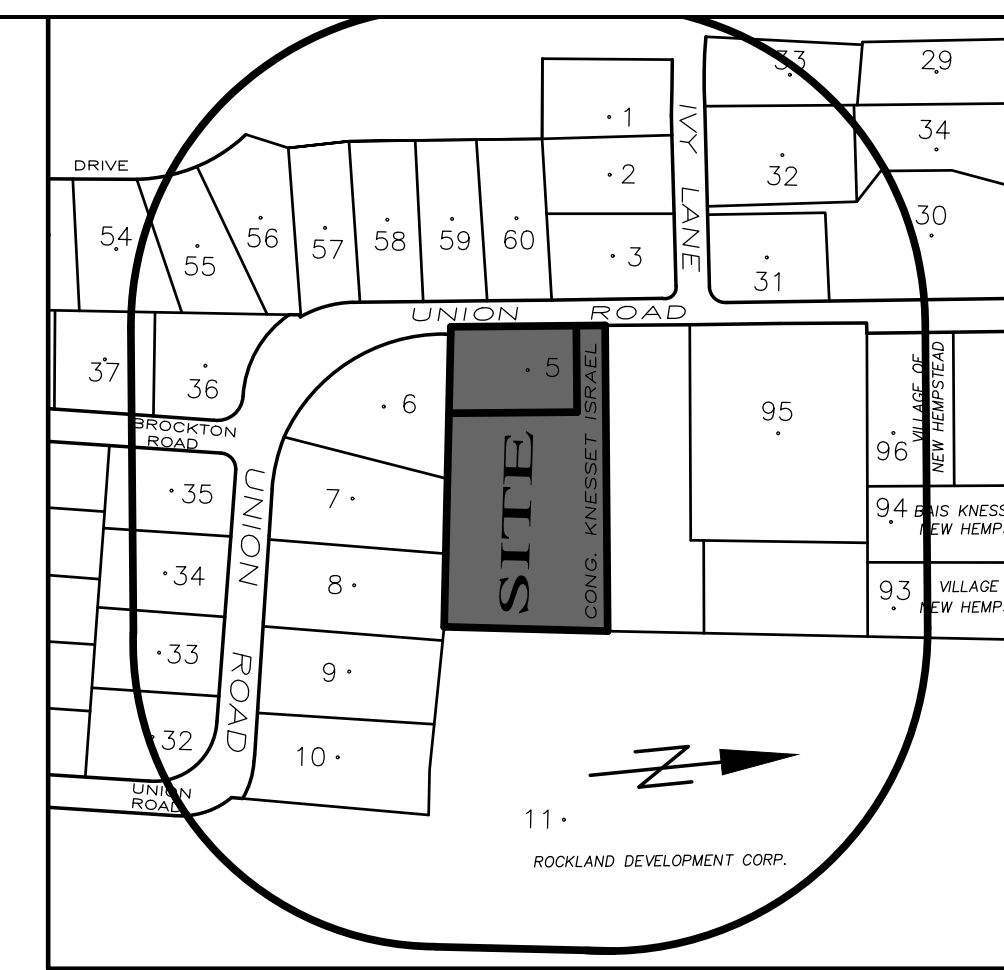 33
29
1
IVY LANE
34
DRIVE
2
32
30
54
56
57
58
59
60
3
55
31
UNION ROAD
37
36
5
6
95
VILLAGE OF
NEW HEMPSTEAD
96
BROCKTON
ROAD
SITE
CONG. KNESSET ISRAEL
35
7
94
BAIS KNESS
NEW HEMP
UNION ROAD
34
8
93
VILLAGE
NEW HEMP
33
9
32
10
UNION
ROAD
N
11
ROCKLAND DEVELOPMENT CORP.